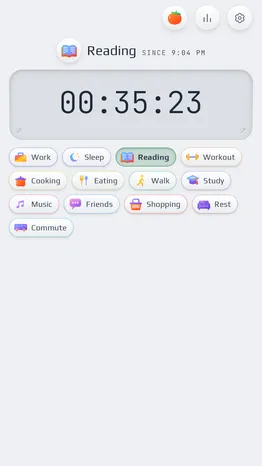 Reading SINCE 9:04 PM
00:35:23
Work Sleep Reading Workout
Cooking Eating Walk Study
Music Friends Shopping Rest
Commute